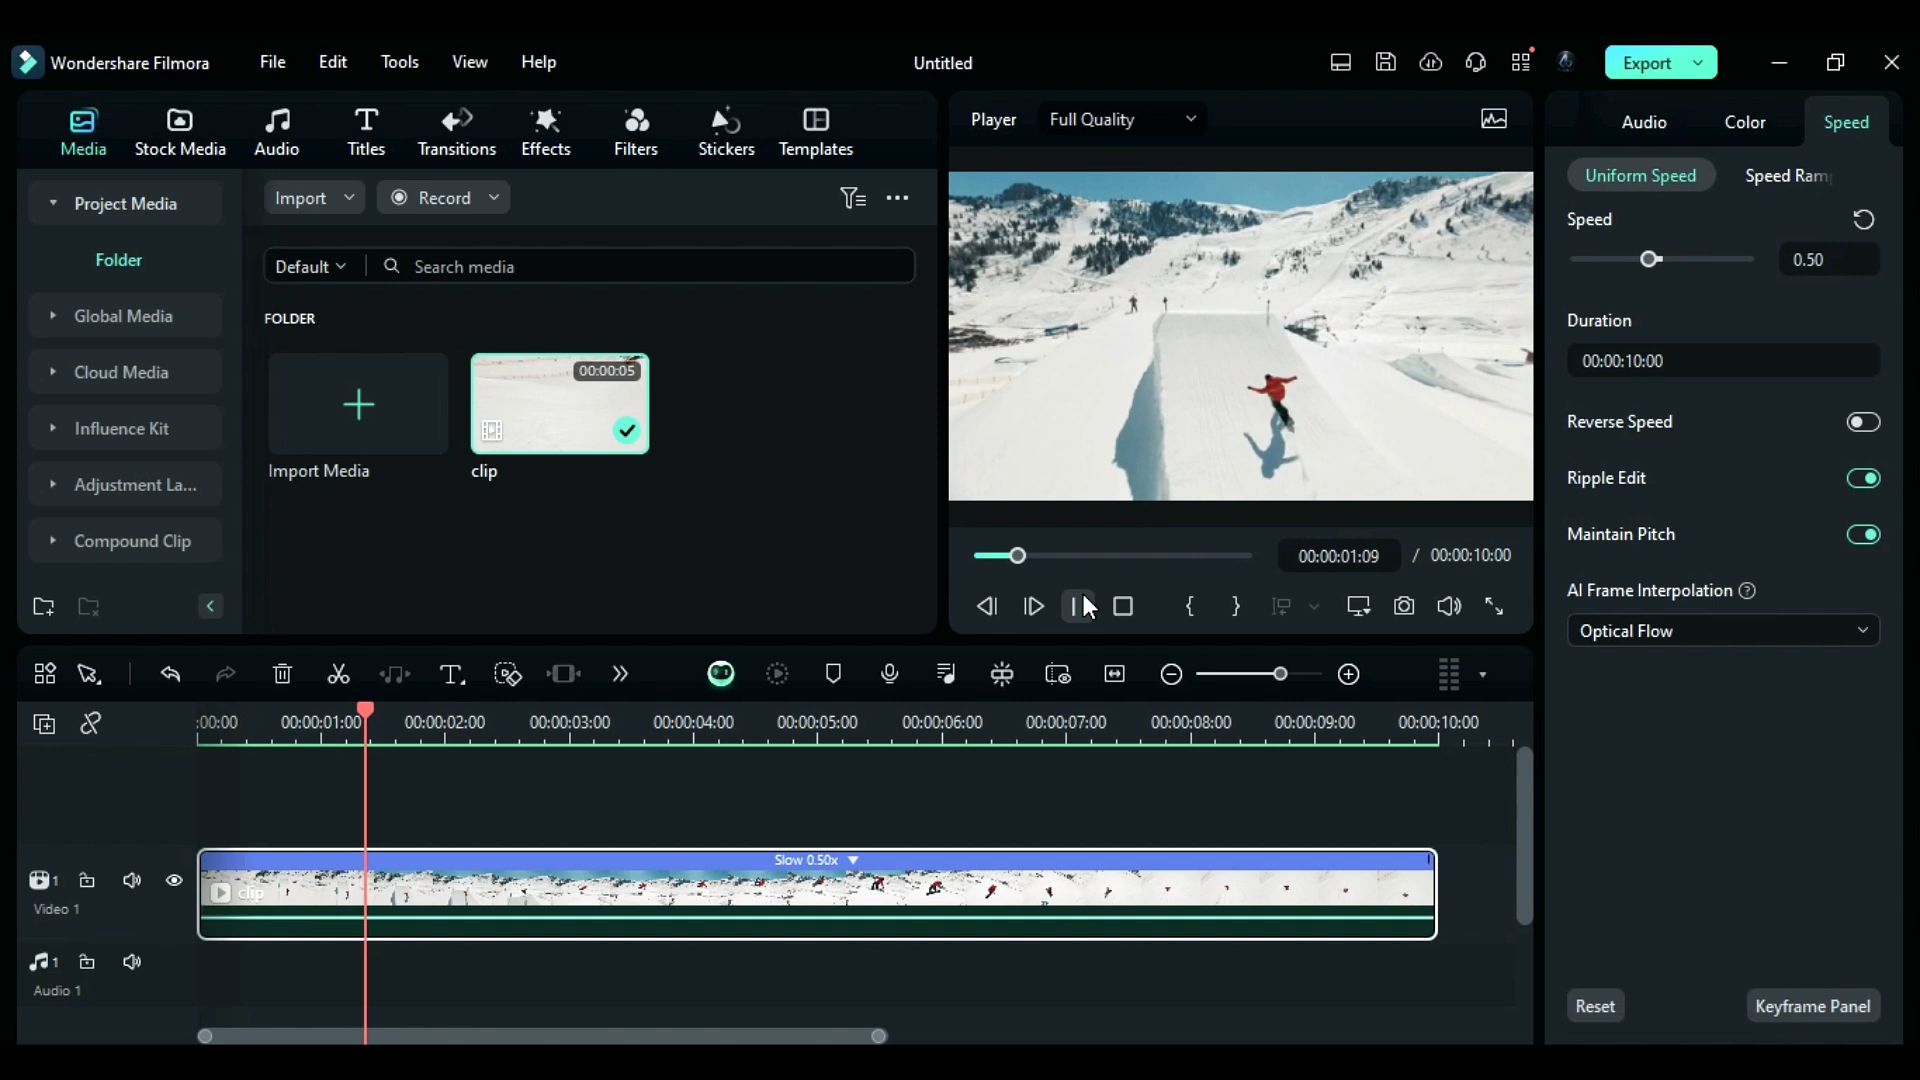 Wondershare Filmora File Edit Tools View Help Untitled Export
Media Stock Media Audio Titles Transitions Effects Filters Stickers Templates
Project Media
Folder
Global Media
Cloud Media
Influence Kit
Adjustment La...
Compound Clip
Import Record
Default Search media
FOLDER
00:00:05
Import Media clip
Player Full Quality
00:00:01:09 / 00:00:10:00
Audio Color Speed
Uniform Speed Speed Ram
Speed
0.50
Duration
00:00:10:00
Reverse Speed
Ripple Edit
Maintain Pitch
AI Frame Interpolation
Optical Flow
Reset Keyframe Panel
:00:00 00:00:01:00 00:00:02:00 00:00:03:00 00:00:04:00 00:00:05:00 00:00:06:00 00:00:07:00 00:00:08:00 00:00:09:00 00:00:10:00
Slow 0.50x
clip
1
Video 1
1
Audio 1